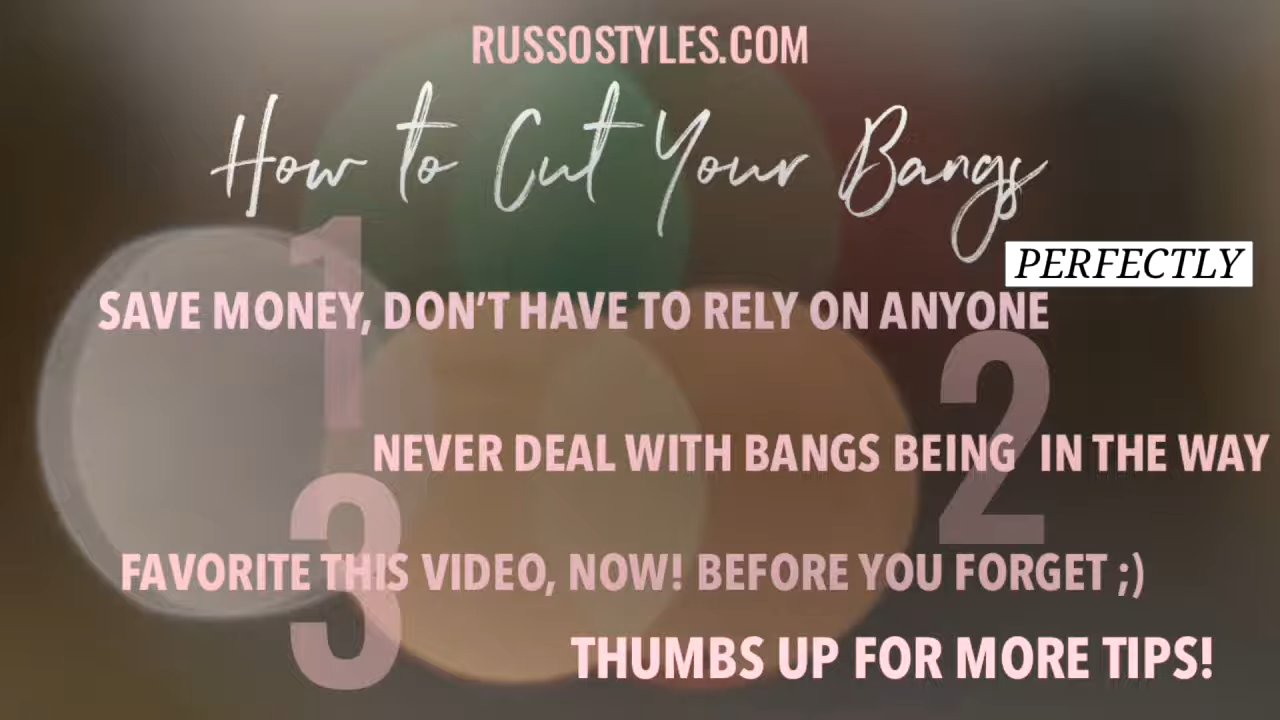 RUSSOSTYLES.COM
How to Cut Your Bangs
PERFECTLY
1
SAVE MONEY, DON'T HAVE TO RELY ON ANYONE
2
NEVER DEAL WITH BANGS BEING IN THE WAY
3
FAVORITE THIS VIDEO, NOW! BEFORE YOU FORGET ;)
THUMBS UP FOR MORE TIPS!